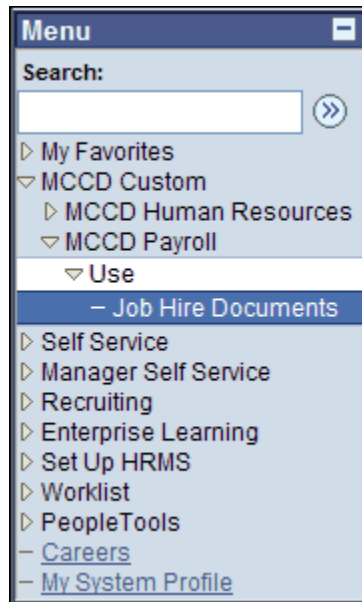 Menu
Search:
My Favorites
MCCD Custom
MCCD Human Resources
MCCD Payroll
Use
– Job Hire Documents
Self Service
Manager Self Service
Recruiting
Enterprise Learning
Set Up HRMS
Worklist
PeopleTools
– Careers
– My System Profile